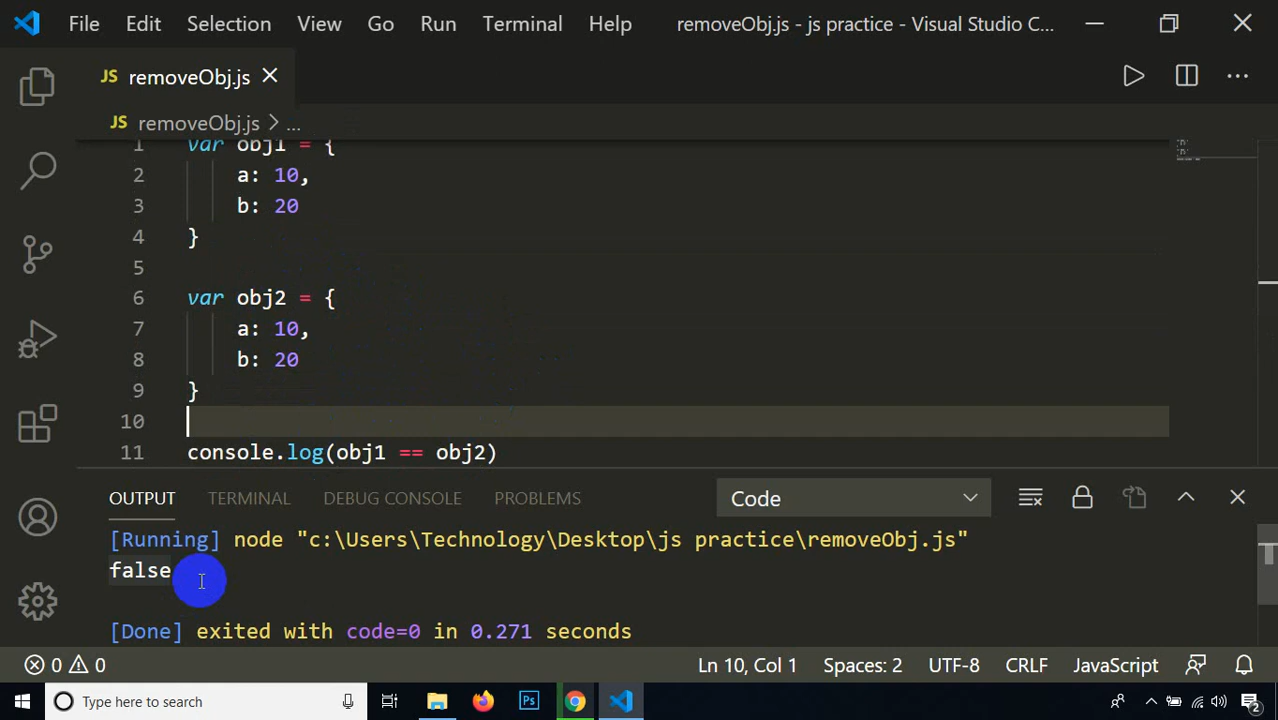 File Edit Selection View Go Run Terminal Help removeObj.js - js practice - Visual Studio C...
JS removeObj.js
JS removeObj.js > ...
1 var obj1 = {
2 a: 10,
3 b: 20
4 }
5
6 var obj2 = {
7 a: 10,
8 b: 20
9 }
10
11 console.log(obj1 == obj2)
OUTPUT TERMINAL DEBUG CONSOLE PROBLEMS Code
[Running] node "c:\Users\Technology\Desktop\js practice\removeObj.js"
false
[Done] exited with code=0 in 0.271 seconds
0 0 Ln 10, Col 1 Spaces: 2 UTF-8 CRLF JavaScript
Type here to search Ps 2